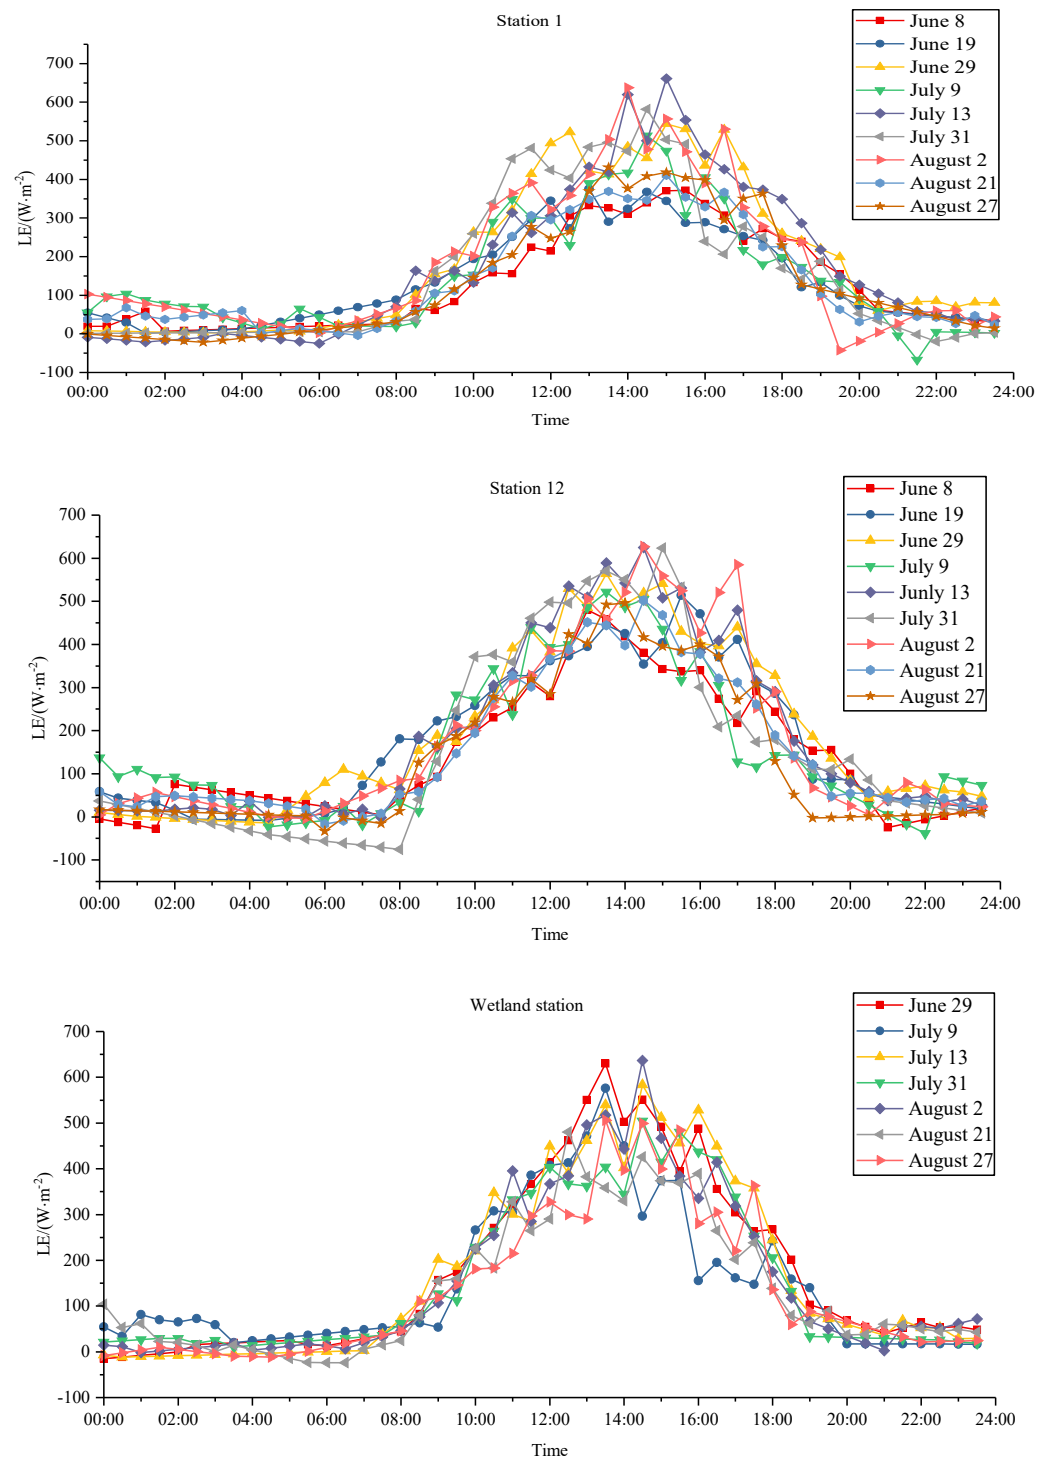 Station 1
June 8
June 19
June 29
July 9
July 13
July 31
August 2
August 21
August 27
LE/(W·m-2)
700
600
500
400
300
200
100
0
-100
00:00 02:00 04:00 06:00 08:00 10:00 12:00 14:00 16:00 18:00 20:00 22:00 24:00
Time
Station 12
June 8
June 19
June 29
July 9
Junly 13
July 31
August 2
August 21
August 27
LE/(W·m-2)
700
600
500
400
300
200
100
0
-100
00:00 02:00 04:00 06:00 08:00 10:00 12:00 14:00 16:00 18:00 20:00 22:00 24:00
Time
Wetland station
June 29
July 9
July 13
July 31
August 2
August 21
August 27
LE/(W·m-2)
700
600
500
400
300
200
100
0
-100
00:00 02:00 04:00 06:00 08:00 10:00 12:00 14:00 16:00 18:00 20:00 22:00 24:00
Time